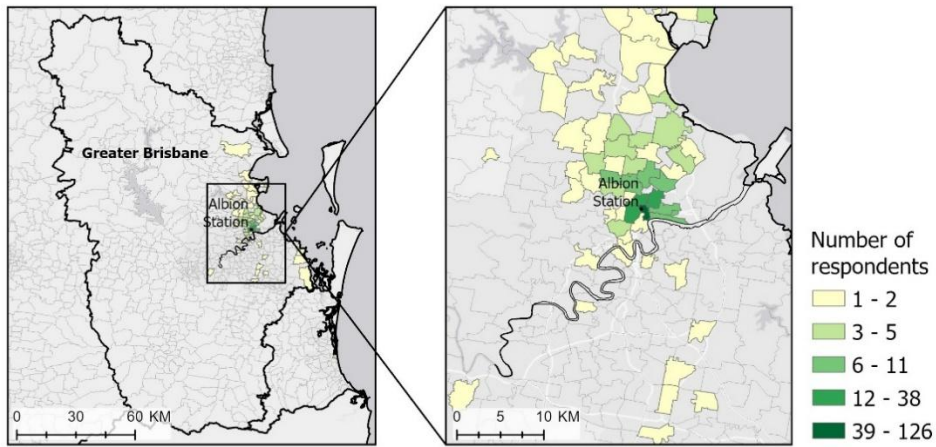 Greater Brisbane
Albion
Station
0 30 60 KM
Albion
Station
0 5 10 KM
Number of
respondents
1 - 2
3 - 5
6 - 11
12 - 38
39 - 126